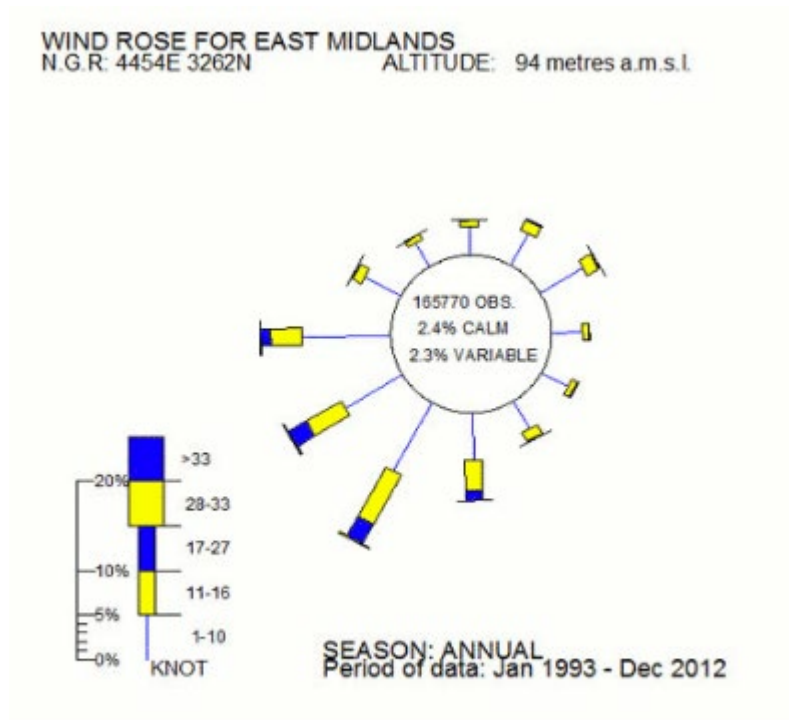 WIND ROSE FOR EAST MIDLANDS
N.G.R: 4454E 3262N ALTITUDE: 94 metres a.m.s.l.
165770 OBS.
2.4% CALM
2.3% VARIABLE
>33
20%
28-33
17-27
10%
11-16
5%
1-10
0%
KNOT
SEASON: ANNUAL
Period of data: Jan 1993 - Dec 2012